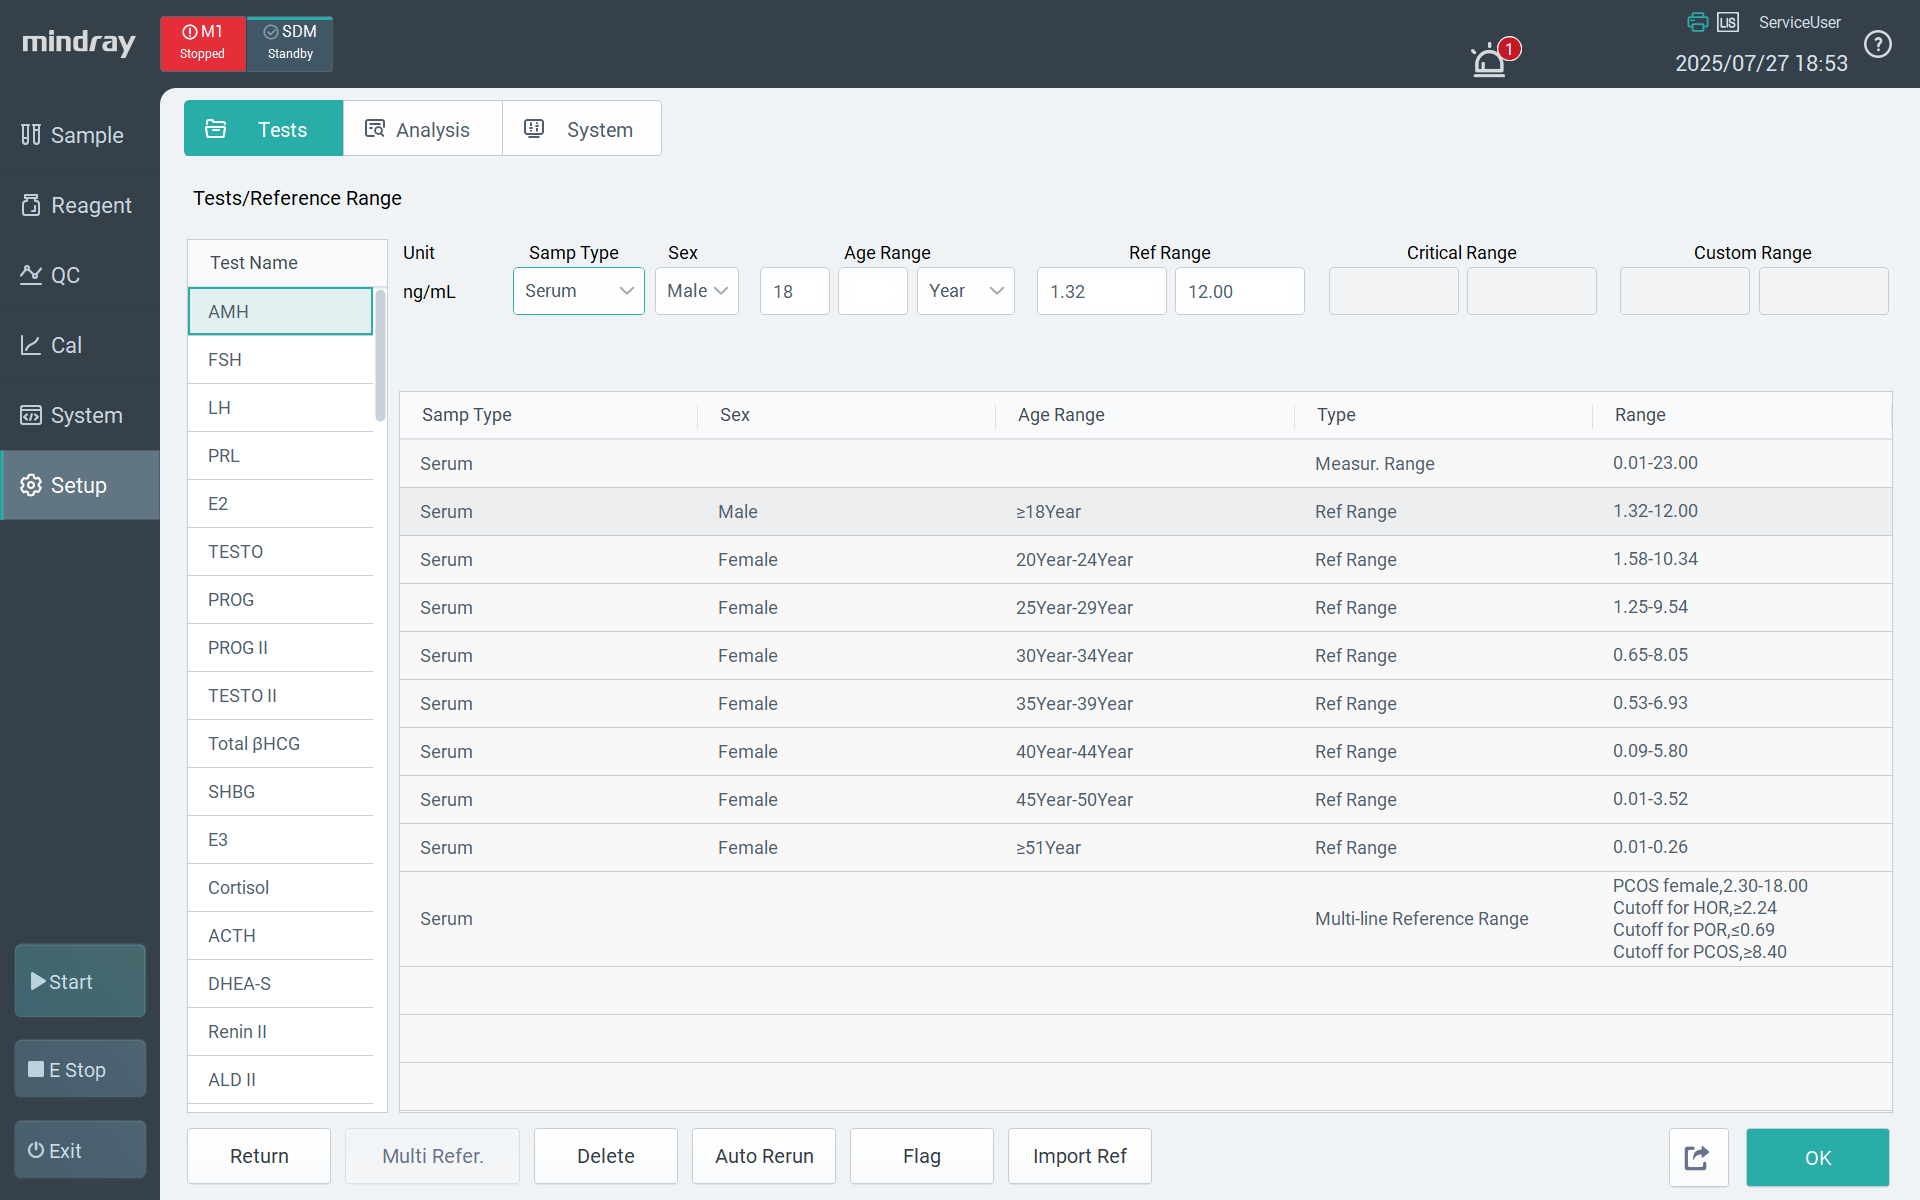 mindray
M1
Stopped
SDM
Standby
1
LIS
ServiceUser
2025/07/27 18:53
?
Sample
Reagent
QC
Cal
System
Setup
Start
E Stop
Exit
Tests
Analysis
System
Tests/Reference Range
Test Name
AMH
FSH
LH
PRL
E2
TESTO
PROG
PROG II
TESTO II
Total βHCG
SHBG
E3
Cortisol
ACTH
DHEA-S
Renin II
ALD II
Unit Samp Type Sex Age Range Ref Range Critical Range Custom Range
ng/mL Serum Male 18 Year 1.32 12.00
Samp Type Sex Age Range Type Range
Serum Measur. Range 0.01-23.00
Serum Male ≥18Year Ref Range 1.32-12.00
Serum Female 20Year-24Year Ref Range 1.58-10.34
Serum Female 25Year-29Year Ref Range 1.25-9.54
Serum Female 30Year-34Year Ref Range 0.65-8.05
Serum Female 35Year-39Year Ref Range 0.53-6.93
Serum Female 40Year-44Year Ref Range 0.09-5.80
Serum Female 45Year-50Year Ref Range 0.01-3.52
Serum Female ≥51Year Ref Range 0.01-0.26
Serum Multi-line Reference Range
PCOS female,2.30-18.00
Cutoff for HOR,≥2.24
Cutoff for POR,≤0.69
Cutoff for PCOS,≥8.40
Return
Multi Refer.
Delete
Auto Rerun
Flag
Import Ref
OK